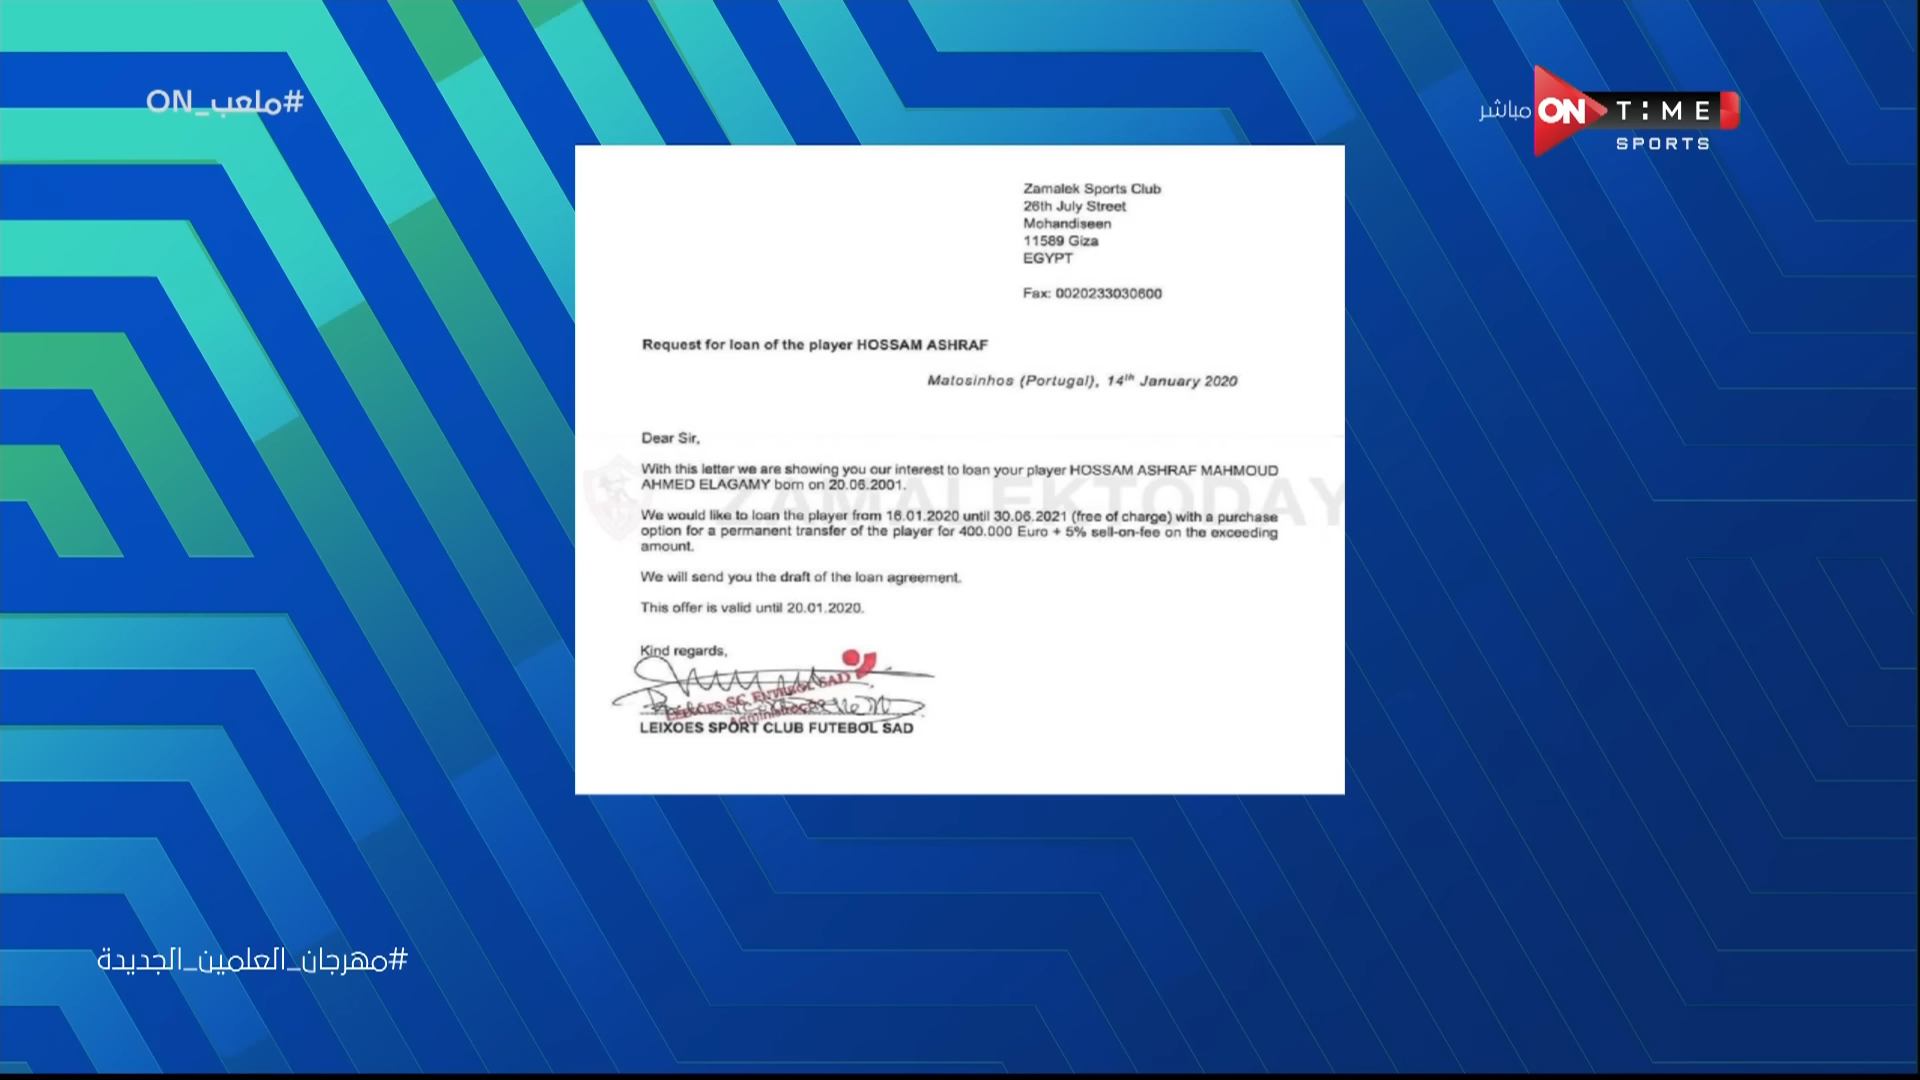 #ملعب_ON
مباشر
ON TIME
SPORTS
Zamalek Sports Club
26th July Street
Mohandiseen
11589 Giza
EGYPT
Fax: 0020233030600
Request for loan of the player HOSSAM ASHRAF
Matosinhos (Portugal), 14th January 2020
Dear Sir,
With this letter we are showing you our interest to loan your player HOSSAM ASHRAF MAHMOUD
AHMED ELAGAMY born on 20.06.2001.
ZAMALEKTODAY
We would like to loan the player from 16.01.2020 until 30.06.2021 (free of charge) with a purchase
option for a permanent transfer of the player for 400.000 Euro + 5% sell-on-fee on the exceeding
amount.
We will send you the draft of the loan agreement.
This offer is valid until 20.01.2020.
Kind regards,
LEIXOES SC. FUTEBOL SAD
Administração
LEIXOES SPORT CLUB FUTEBOL SAD
#مهرجان_العلمين_الجديدة